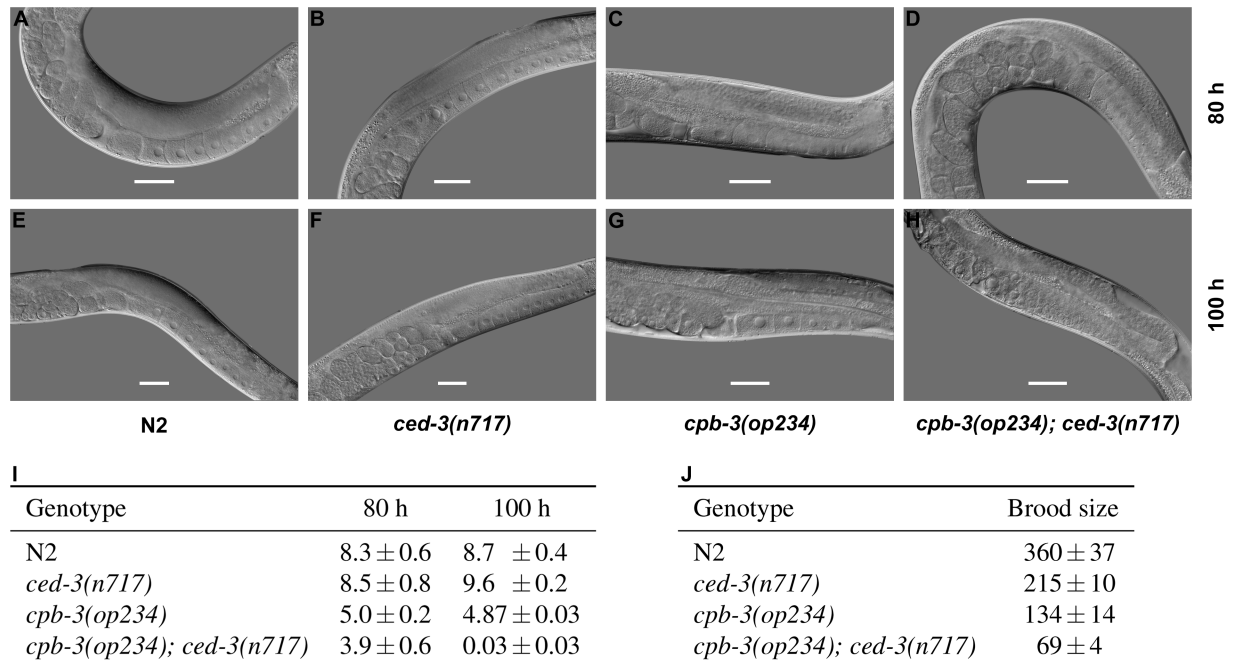 A B C D
80 h
E F G H
100 h
N2 ced-3(n717) cpb-3(op234) cpb-3(op234); ced-3(n717)
I
Genotype 80 h 100 h
N2 8.3 ± 0.6 8.7 ± 0.4
ced-3(n717) 8.5 ± 0.8 9.6 ± 0.2
cpb-3(op234) 5.0 ± 0.2 4.87 ± 0.03
cpb-3(op234); ced-3(n717) 3.9 ± 0.6 0.03 ± 0.03
J
Genotype Brood size
N2 360 ± 37
ced-3(n717) 215 ± 10
cpb-3(op234) 134 ± 14
cpb-3(op234); ced-3(n717) 69 ± 4